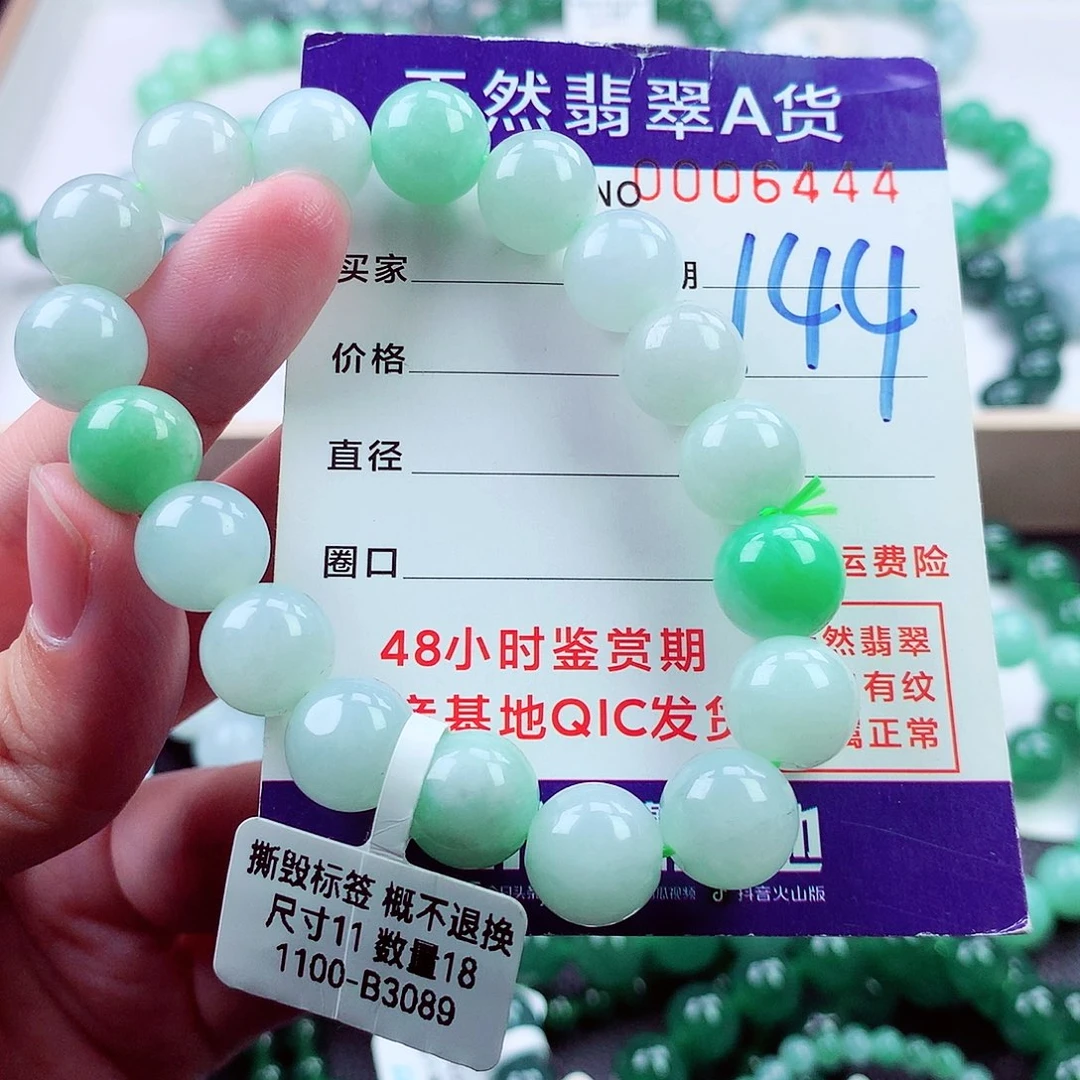 然翡翠A货
NO 0006444
买家
144
价格
直径
圈口
运费险
48小时鉴赏期
基地QIC发货
然翡翠
有纹
属正常
抖音火山版
撕毁标签 概不退换
尺寸11 数量18
1100-B3089